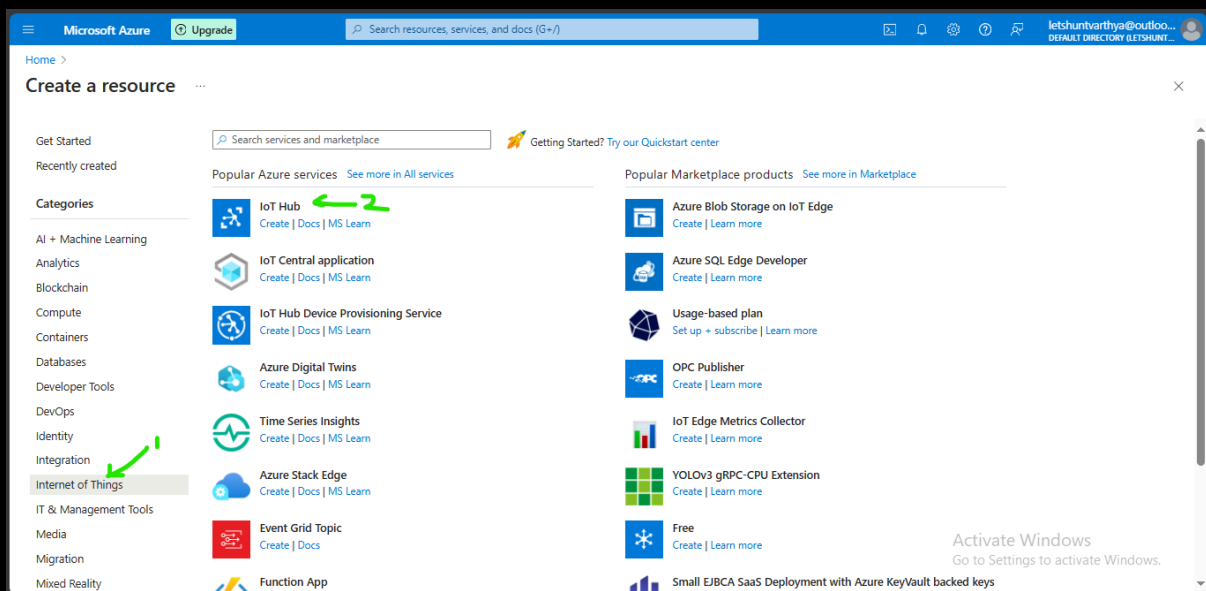 Microsoft Azure
Upgrade
Search resources, services, and docs (G+/)
letshuntvarthya@outloo...
DEFAULT DIRECTORY (LETSHUNT...
Home >
Create a resource ...
Get Started
Recently created
Categories
AI + Machine Learning
Analytics
Blockchain
Compute
Containers
Databases
Developer Tools
DevOps
Identity
Integration
1
Internet of Things
IT & Management Tools
Media
Migration
Mixed Reality
Search services and marketplace
Getting Started? Try our Quickstart center
Popular Azure services See more in All services
IoT Hub
2
Create | Docs | MS Learn
IoT Central application
Create | Docs | MS Learn
IoT Hub Device Provisioning Service
Create | Docs | MS Learn
Azure Digital Twins
Create | Docs | MS Learn
Time Series Insights
Create | Docs | MS Learn
Azure Stack Edge
Create | Docs | MS Learn
Event Grid Topic
Create | Docs
Function App
Popular Marketplace products See more in Marketplace
Azure Blob Storage on IoT Edge
Create | Learn more
Azure SQL Edge Developer
Create | Learn more
Usage-based plan
Set up + subscribe | Learn more
OPC
OPC Publisher
Create | Learn more
IoT Edge Metrics Collector
Create | Learn more
YOLOv3 gRPC-CPU Extension
Create | Learn more
Free
Create | Learn more
Small EJBCA SaaS Deployment with Azure KeyVault backed keys
Activate Windows
Go to Settings to activate Windows.